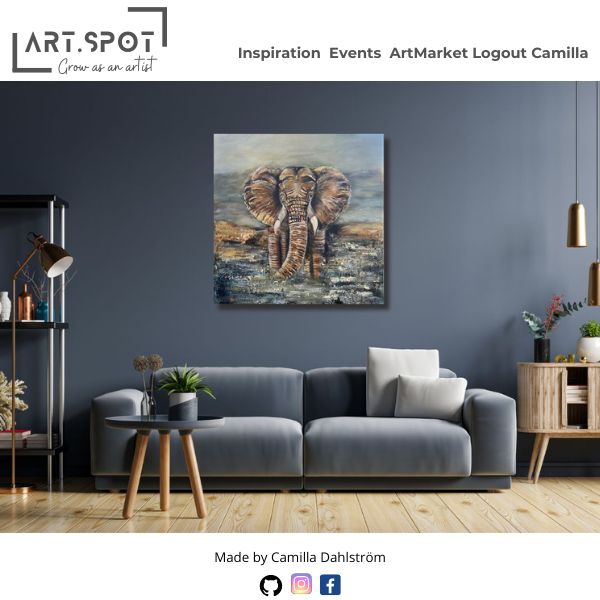 ART.SPOT
Grow as an artist
Inspiration Events ArtMarket Logout Camilla
Made by Camilla Dahlström